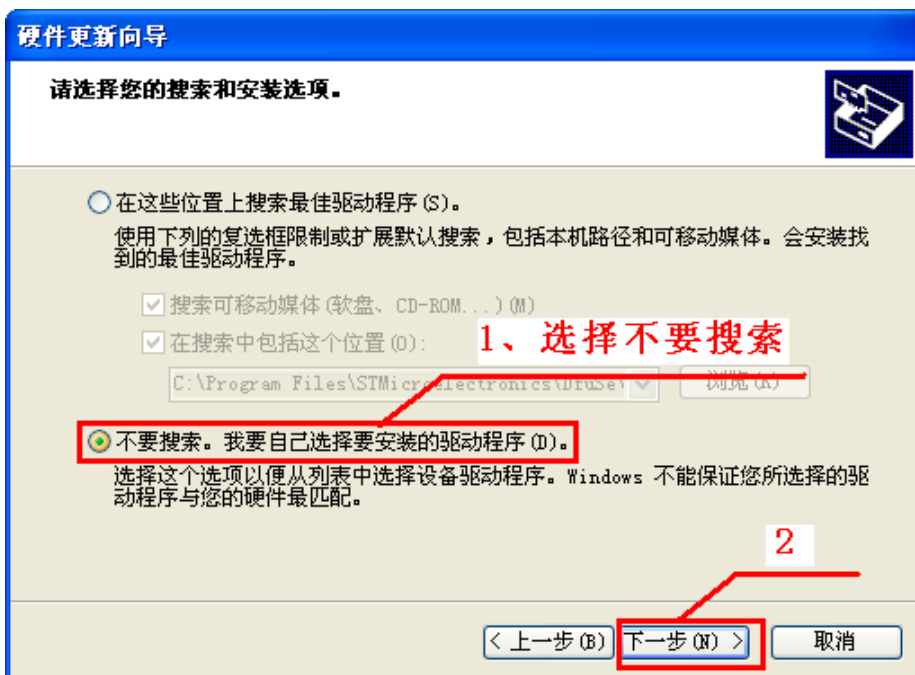 硬件更新向导
请选择您的搜索和安装选项。
在这些位置上搜索最佳驱动程序(S)。
使用下列的复选框限制或扩展默认搜索，包括本机路径和可移动媒体。会安装找
到的最佳驱动程序。
搜索可移动媒体(软盘、CD-ROM...)(M)
在搜索中包括这个位置(O):
1、选择不要搜索
C:\Program Files\STMicroelectronics\DfuSe\
浏览(R)
不要搜索。我要自己选择要安装的驱动程序(D)。
选择这个选项以便从列表中选择设备驱动程序。Windows 不能保证您所选择的驱
动程序与您的硬件最匹配。
2
< 上一步(B)
下一步(N) >
取消